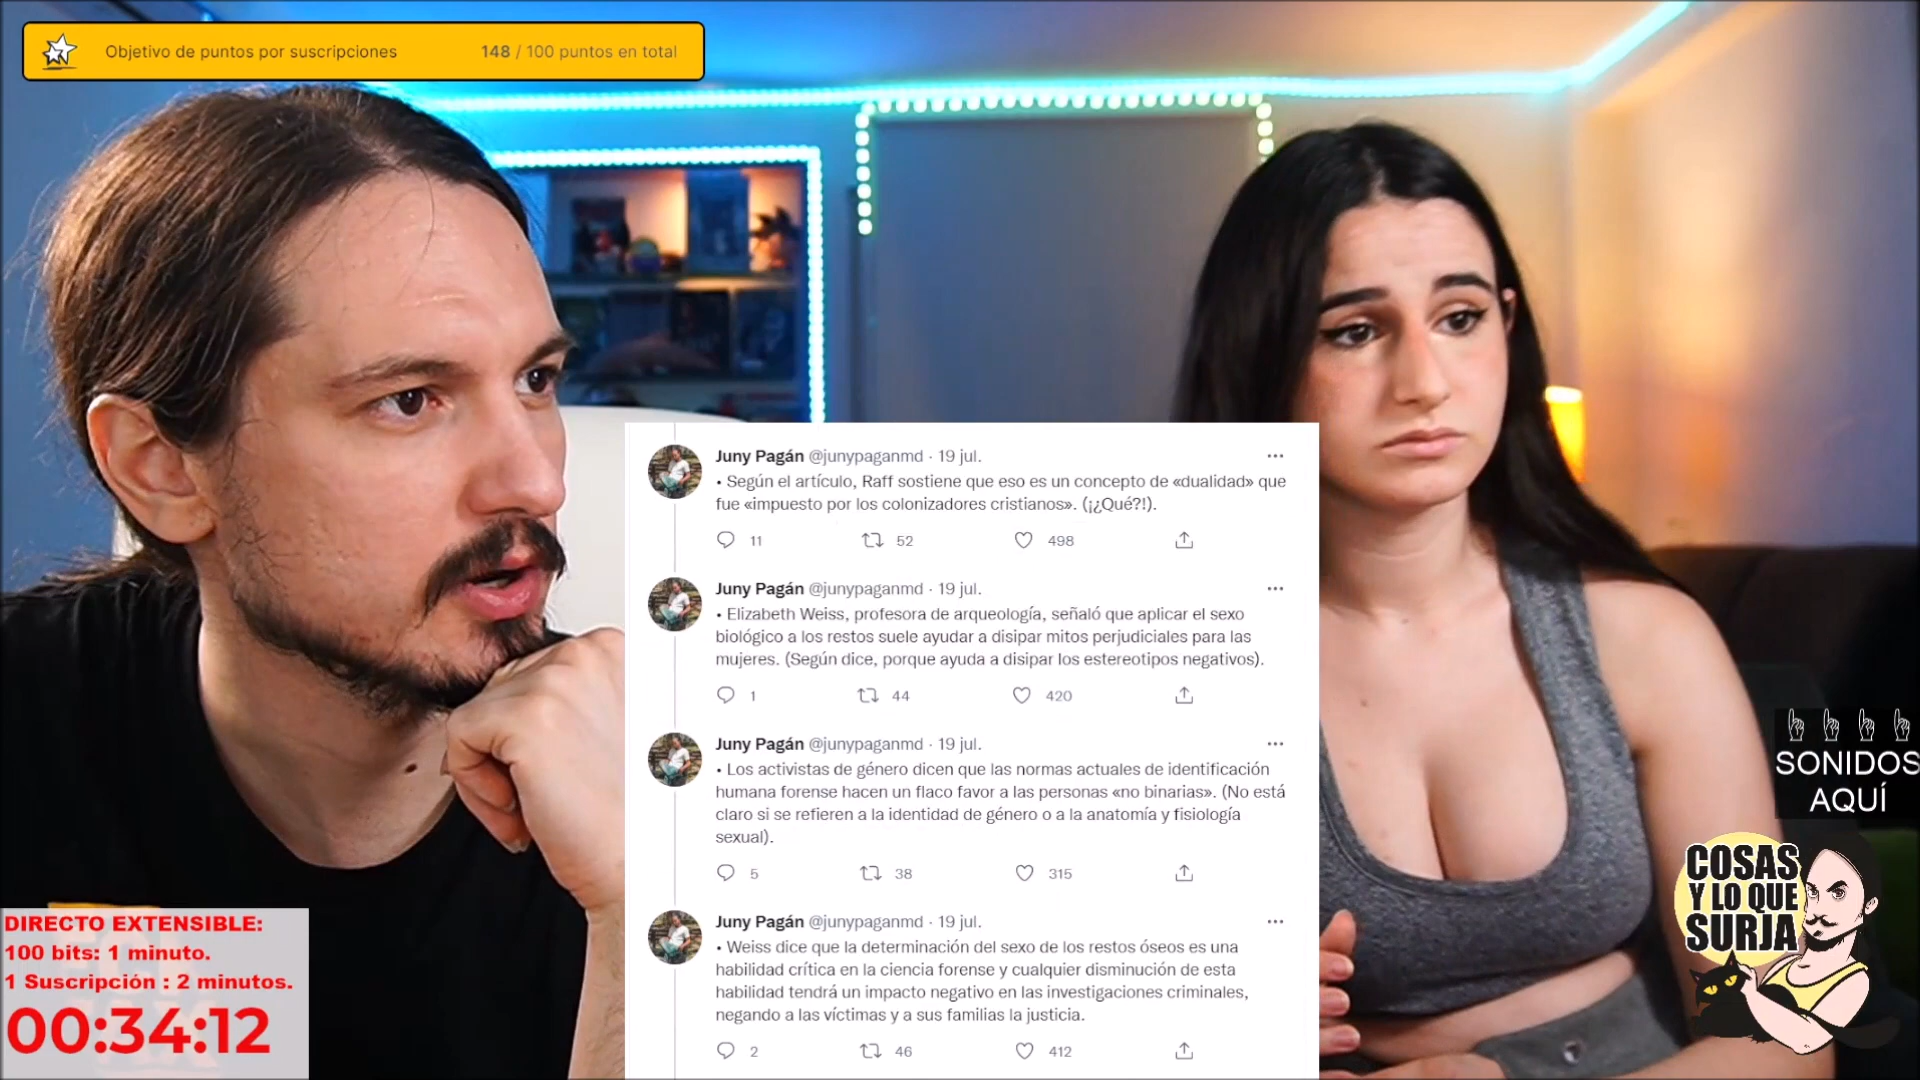 Objetivo de puntos por suscripciones 148 / 100 puntos en total
Juny Pagán @junypaganmd · 19 jul.
• Según el artículo, Raff sostiene que eso es un concepto de «dualidad» que
fue «impuesto por los colonizadores cristianos». (¡¿Qué?!).
11 52 498
Juny Pagán @junypaganmd · 19 jul.
• Elizabeth Weiss, profesora de arqueología, señaló que aplicar el sexo
biológico a los restos suele ayudar a disipar mitos perjudiciales para las
mujeres. (Según dice, porque ayuda a disipar los estereotipos negativos).
1 44 420
Juny Pagán @junypaganmd · 19 jul.
• Los activistas de género dicen que las normas actuales de identificación
humana forense hacen un flaco favor a las personas «no binarias». (No está
claro si se refieren a la identidad de género o a la anatomía y fisiología
sexual).
5 38 315
Juny Pagán @junypaganmd · 19 jul.
• Weiss dice que la determinación del sexo de los restos óseos es una
habilidad crítica en la ciencia forense y cualquier disminución de esta
habilidad tendrá un impacto negativo en las investigaciones criminales,
negando a las víctimas y a sus familias la justicia.
2 46 412
SONIDOS
AQUÍ
COSAS
Y LO QUE
SURJA
DIRECTO EXTENSIBLE:
100 bits: 1 minuto.
1 Suscripción : 2 minutos.
00:34:12